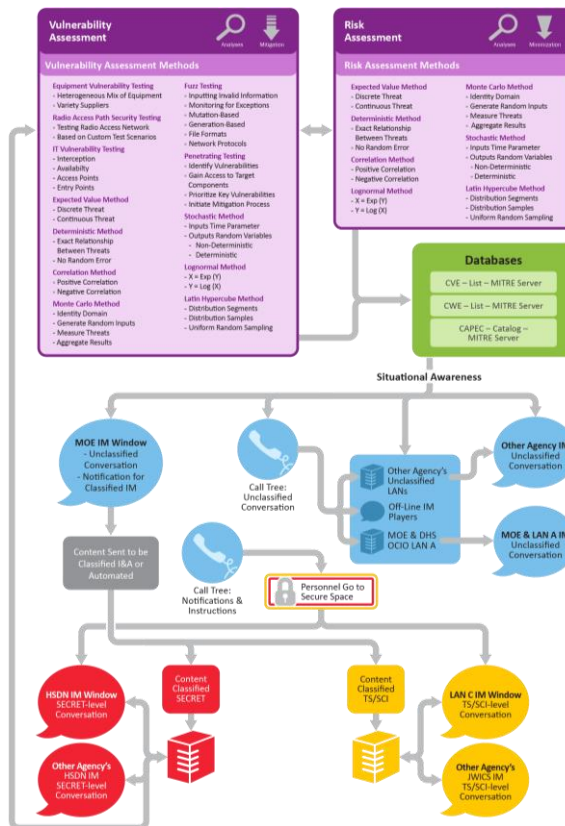 Vulnerability
Assessment
Analyses
Mitigation
Vulnerability Assessment Methods
Equipment Vulnerability Testing
- Heterogeneous Mix of Equipment
- Variety Suppliers
Radio Access Path Security Testing
- Testing Radio Access Network
- Based on Custom Test Scenarios
IT Vulnerability Testing
- Interception
- Availability
- Access Points
- Entry Points
Expected Value Method
- Discrete Threat
- Continuous Threat
Deterministic Method
- Exact Relationship
Between Threats
- No Random Error
Correlation Method
- Positive Correlation
- Negative Correlation
Monte Carlo Method
- Identity Domain
- Generate Random Inputs
- Measure Threats
- Aggregate Results
Fuzz Testing
- Inputting Invalid Information
- Monitoring for Exceptions
- Mutation-Based
- Generation-Based
- File Formats
- Network Protocols
Penetrating Testing
- Identify Vulnerabilities
- Gain Access to Target
Components
- Prioritize Key Vulnerabilities
- Initiate Mitigation Process
Stochastic Method
- Inputs Time Parameter
- Outputs Random Variables
- Non-Deterministic
- Deterministic
Lognormal Method
- X = Exp (Y)
- Y = Log (X)
Latin Hypercube Method
- Distribution Segments
- Distribution Samples
- Uniform Random Sampling
Risk
Assessment
Analyses
Minimization
Risk Assessment Methods
Expected Value Method
- Discrete Threat
- Continuous Threat
Deterministic Method
- Exact Relationship
Between Threats
- No Random Error
Correlation Method
- Positive Correlation
- Negative Correlation
Lognormal Method
- X = Exp (Y)
- Y = Log (X)
Monte Carlo Method
- Identity Domain
- Generate Random Inputs
- Measure Threats
- Aggregate Results
Stochastic Method
- Inputs Time Parameter
- Outputs Random Variables
- Non-Deterministic
- Deterministic
Latin Hypercube Method
- Distribution Segments
- Distribution Samples
- Uniform Random Sampling
Databases
CVE – List – MITRE Server
CWE – List – MITRE Server
CAPEC – Catalog –
MITRE Server
Situational Awareness
MOE IM Window
- Unclassified
Conversation
- Notification for
Classified IM
Call Tree:
Unclassified
Conversation
Other Agency's
Unclassified
LANs
Off-Line IM
Players
MOE & DHS
OCIO LAN A
Other Agency IM
Unclassified
Conversation
MOE & LAN A IM
Unclassified
Conversation
Content Sent to be
Classified I&A or
Automated
Call Tree:
Notifications &
Instructions
Personnel Go to
Secure Space
HSDN IM Window
SECRET-level
Conversation
Content
Classified
SECRET
Content
Classified
TS/SCI
LAN C IM Window
TS/SCI-level
Conversation
Other Agency's
HSDN IM
SECRET-level
Conversation
Other Agency's
JWICS IM
TS/SCI-level
Conversation